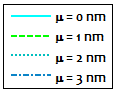 μ = 0 nm
μ = 1 nm
μ = 2 nm
μ = 3 nm